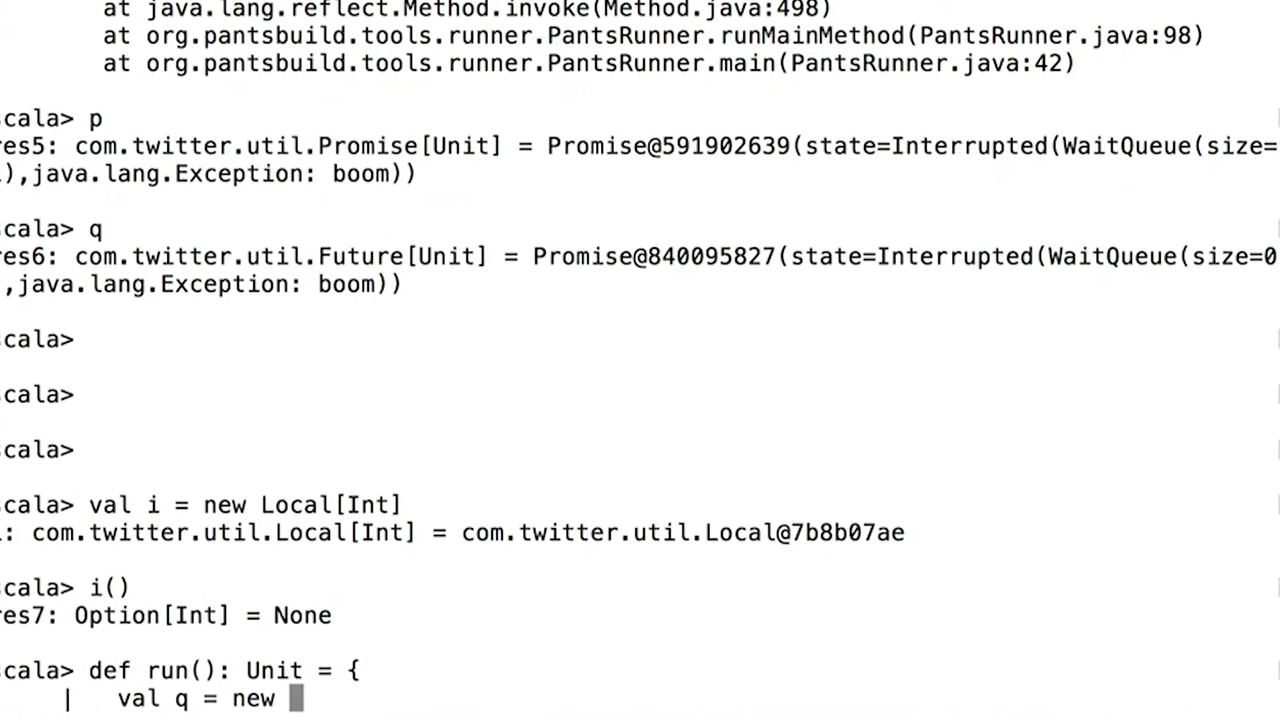 at java.lang.reflect.Method.invoke(Method.java:498)
at org.pantsbuild.tools.runner.PantsRunner.runMainMethod(PantsRunner.java:98)
at org.pantsbuild.tools.runner.PantsRunner.main(PantsRunner.java:42)
cala> p
res5: com.twitter.util.Promise[Unit] = Promise@591902639(state=Interrupted(WaitQueue(size=
),java.lang.Exception: boom))
cala> q
res6: com.twitter.util.Future[Unit] = Promise@840095827(state=Interrupted(WaitQueue(size=0
,java.lang.Exception: boom))
cala>
cala>
cala>
cala> val i = new Local[Int]
: com.twitter.util.Local[Int] = com.twitter.util.Local@7b8b07ae
cala> i()
res7: Option[Int] = None
cala> def run(): Unit = {
| val q = new